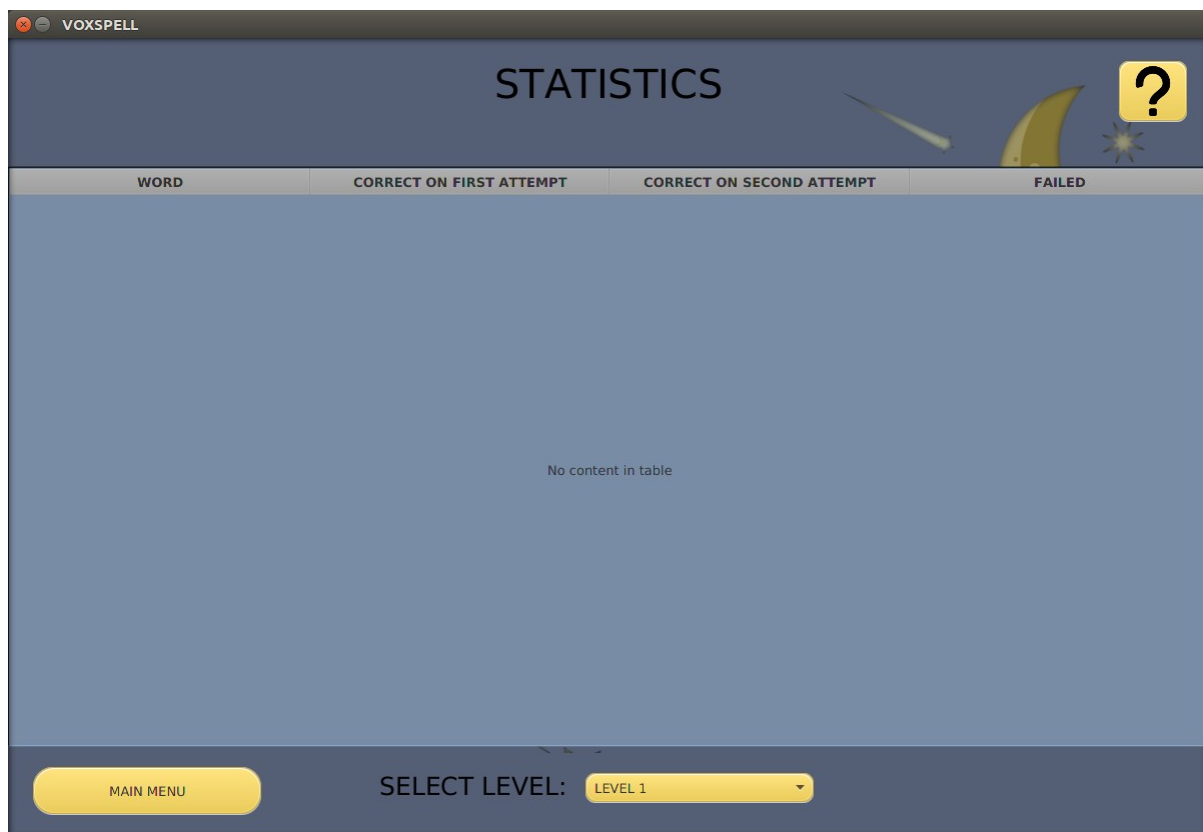 VOXSPELL
STATISTICS
?
WORD CORRECT ON FIRST ATTEMPT CORRECT ON SECOND ATTEMPT FAILED
No content in table
MAIN MENU SELECT LEVEL: LEVEL 1